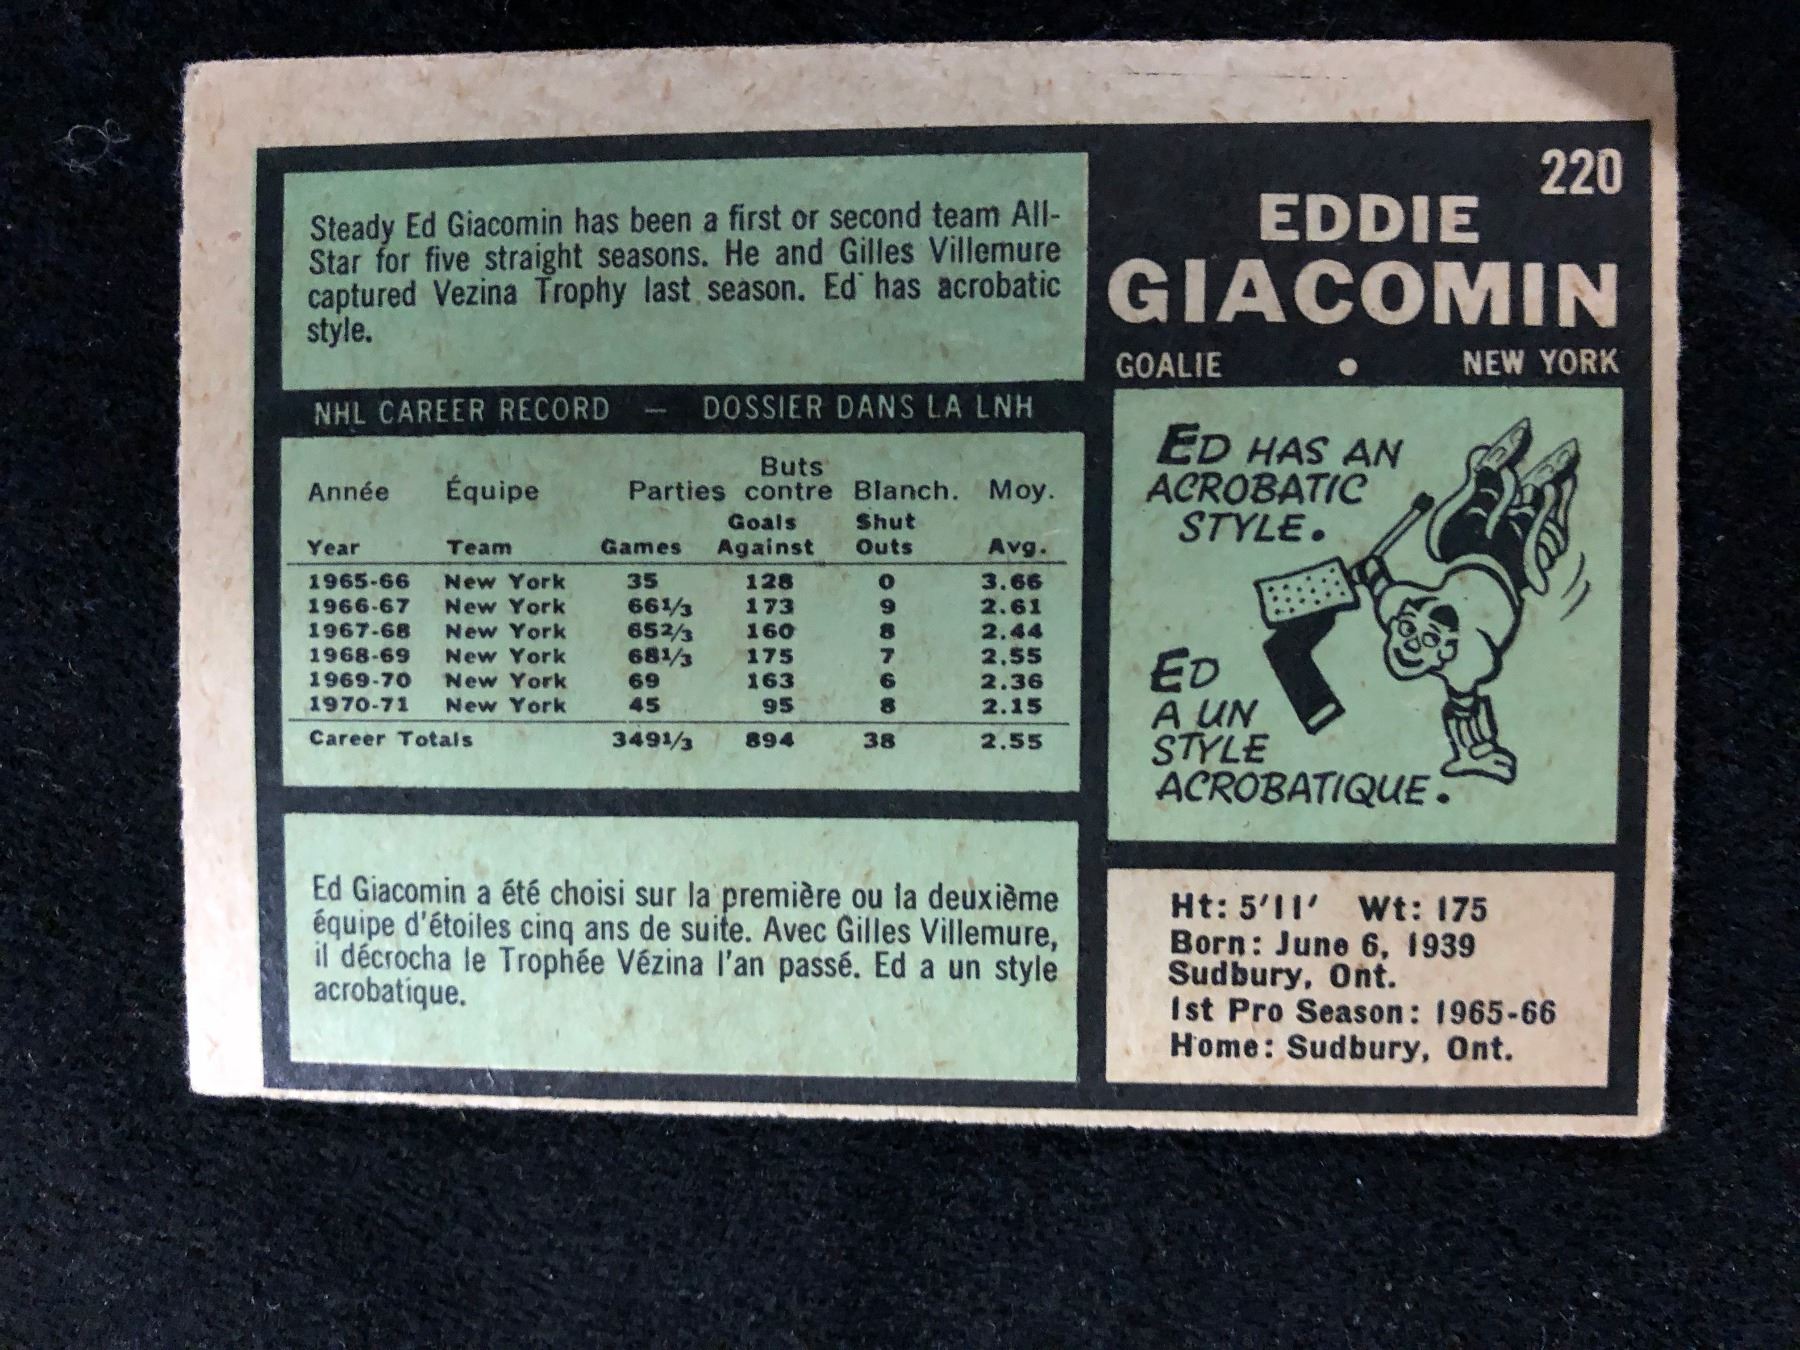 220
EDDIE
GIACOMIN
GOALIE • NEW YORK
Steady Ed Giacomin has been a first or second team All-
Star for five straight seasons. He and Gilles Villemure
captured Vezina Trophy last season. Ed has acrobatic
style.
NHL CAREER RECORD — DOSSIER DANS LA LNH
Buts
Année Équipe Parties contre Blanch. Moy.
Goals Shut
Year Team Games Against Outs Avg.
1965-66 New York 35 128 0 3.66
1966-67 New York 661/3 173 9 2.61
1967-68 New York 652/3 160 8 2.44
1968-69 New York 681/3 175 7 2.55
1969-70 New York 69 163 6 2.36
1970-71 New York 45 95 8 2.15
Career Totals 3491/3 894 38 2.55
Ed Giacomin a été choisi sur la première ou la deuxième
équipe d'étoiles cinq ans de suite. Avec Gilles Villemure,
il décrocha le Trophée Vézina l'an passé. Ed a un style
acrobatique.
ED HAS AN
ACROBATIC
STYLE.
ED
A UN
STYLE
ACROBATIQUE.
Ht: 5'11' Wt: 175
Born: June 6, 1939
Sudbury, Ont.
1st Pro Season: 1965-66
Home: Sudbury, Ont.